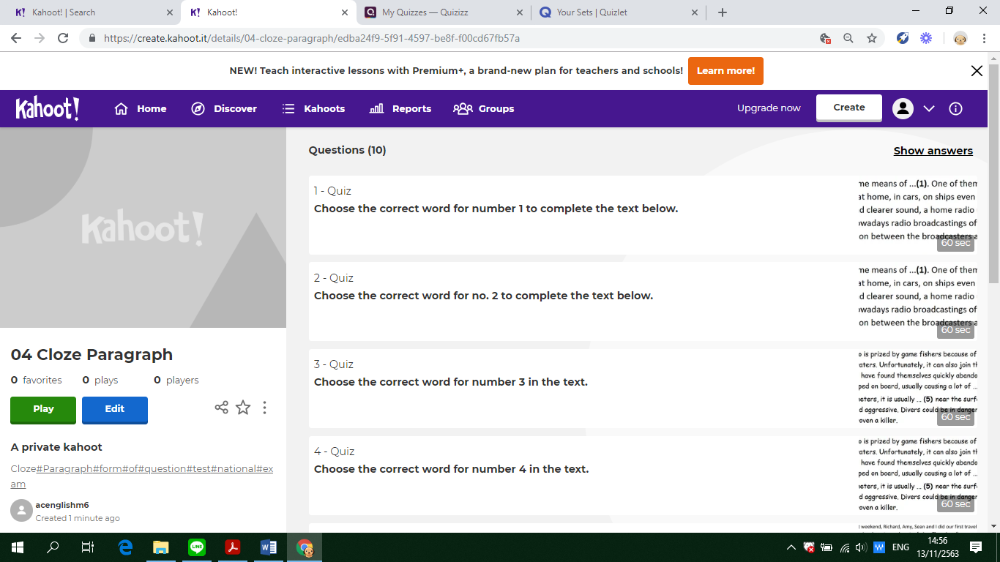 Kahoot! | Search
Kahoot!
My Quizzes — Quizizz
Your Sets | Quizlet
https://create.kahoot.it/details/04-cloze-paragraph/edba24f9-5f91-4597-be8f-f00cd67fb57a
NEW! Teach interactive lessons with Premium+, a brand-new plan for teachers and schools!
Learn more!
Kahoot!
Home
Discover
Kahoots
Reports
Groups
Upgrade now
Create
Kahoot!
04 Cloze Paragraph
0 favorites 0 plays 0 players
Play
Edit
A private kahoot
Cloze#Paragraph#form#of#question#test#national#ex
am
acenglishm6
Created 1 minute ago
Questions (10)
Show answers
1 - Quiz
Choose the correct word for number 1 to complete the text below.
me means of ...(1). One of them
at home, in cars, on ships even
d clearer sound, a home radio
owadays radio broadcastings of
on between the broadcasters a
60 sec
2 - Quiz
Choose the correct word for no. 2 to complete the text below.
me means of ...(1). One of them
at home, in cars, on ships even
d clearer sound, a home radio
owadays radio broadcastings of
on between the broadcasters a
60 sec
3 - Quiz
Choose the correct word for number 3 in the text.
o is prized by game fishers because of
aters. Unfortunately, it can also join th
have found themselves quickly abando
ped on board, usually causing a lot of ...
neters, it is usually ... (5) near the surf
d aggressive. Divers could be in danger
oven a killer.
60 sec
4 - Quiz
Choose the correct word for number 4 in the text.
o is prized by game fishers because of
aters. Unfortunately, it can also join th
have found themselves quickly abando
ped on board, usually causing a lot of ...
neters, it is usually ... (5) near the surf
d aggressive. Divers could be in danger
oven a killer.
60 sec
weekend, Richard, Amy, Sean and I did our first travel
LINE
ENG
14:56
13/11/2563